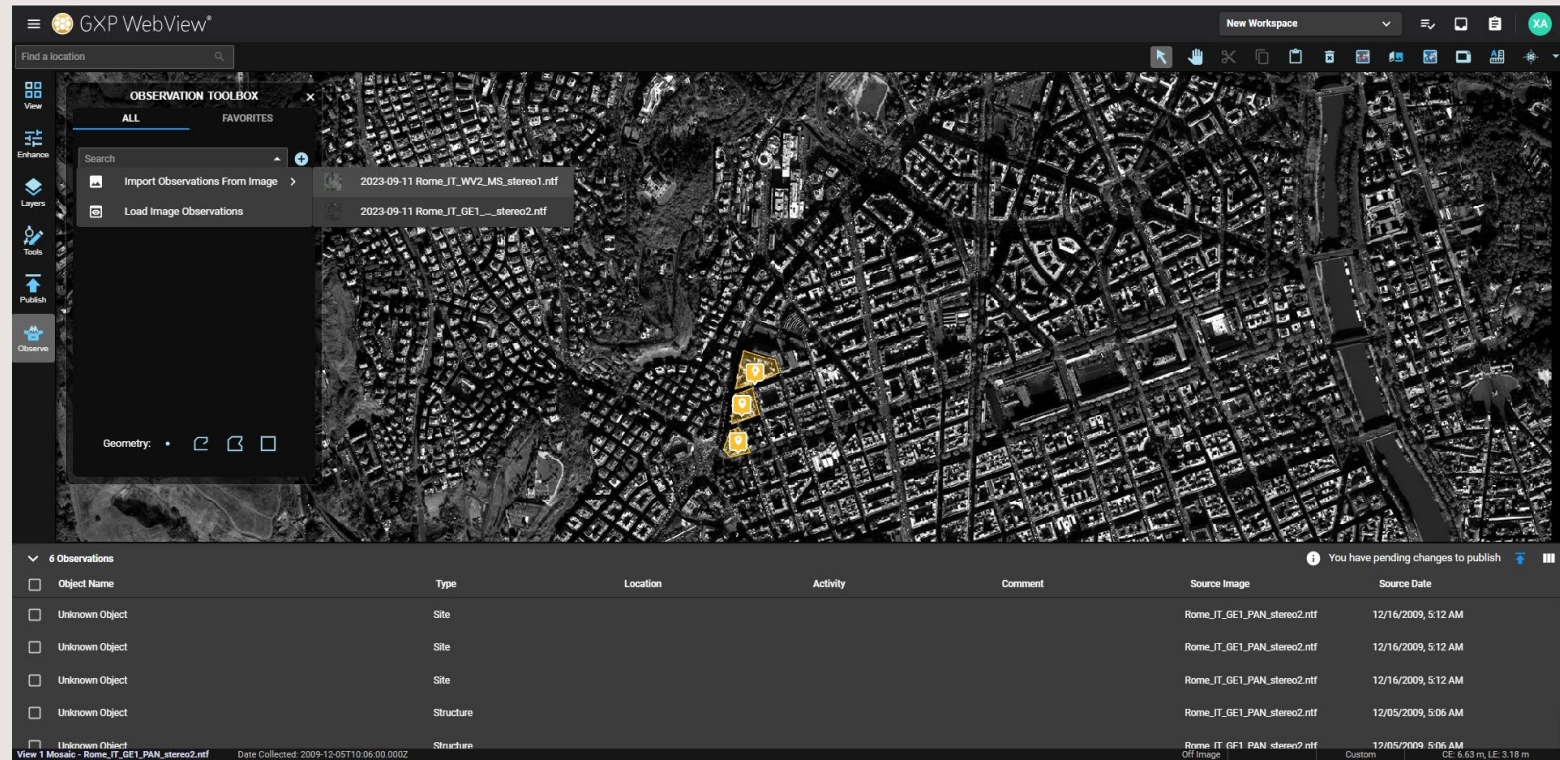 GXP WebView®
New Workspace
XA
Find a location
View
Enhance
Layers
Tools
Publish
Observe
OBSERVATION TOOLBOX
ALL FAVORITES
Search
Import Observations From Image
Load Image Observations
2023-09-11 Rome_IT_WV2_MS_stereo1.ntf
2023-09-11 Rome_IT_GE1_..._stereo2.ntf
Geometry:
6 Observations
You have pending changes to publish
Object Name Type Location Activity Comment Source Image Source Date
Unknown Object Site Rome_IT_GE1_PAN_stereo2.ntf 12/16/2009, 5:12 AM
Unknown Object Site Rome_IT_GE1_PAN_stereo2.ntf 12/16/2009, 5:12 AM
Unknown Object Site Rome_IT_GE1_PAN_stereo2.ntf 12/16/2009, 5:12 AM
Unknown Object Structure Rome_IT_GE1_PAN_stereo2.ntf 12/05/2009, 5:06 AM
Unknown Object Structure Rome_IT_GE1_PAN_stereo2.ntf 12/05/2009, 5:06 AM
View 1 Mosaic - Rome_IT_GE1_PAN_stereo2.ntf Date Collected: 2009-12-05T10:06:00.000Z Off Image Custom CE: 6.63 m, LE: 3.18 m